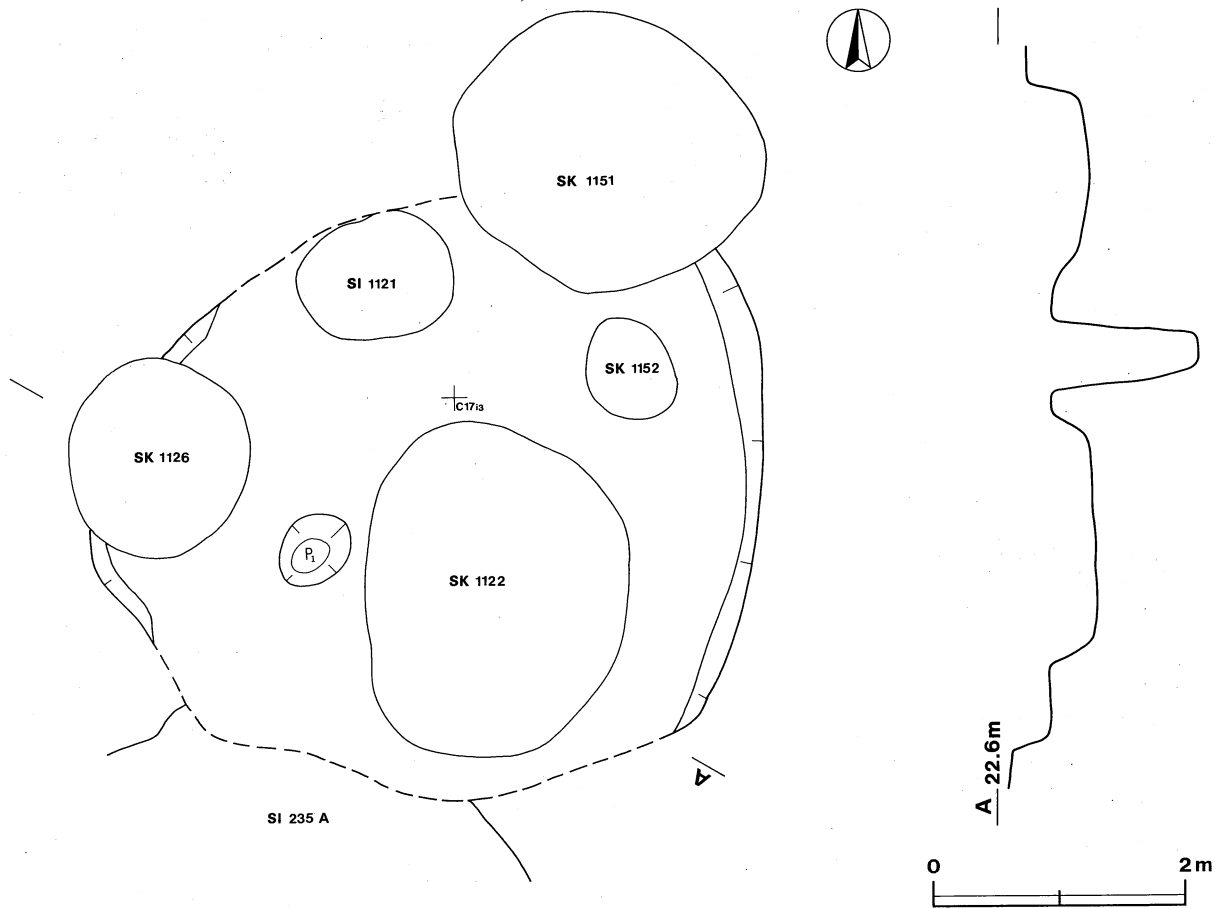 SK 1151
SI 1121
SK 1152
C17i3
SK 1126
P1
SK 1122
A
SI 235 A
A 22.6m
0 2m